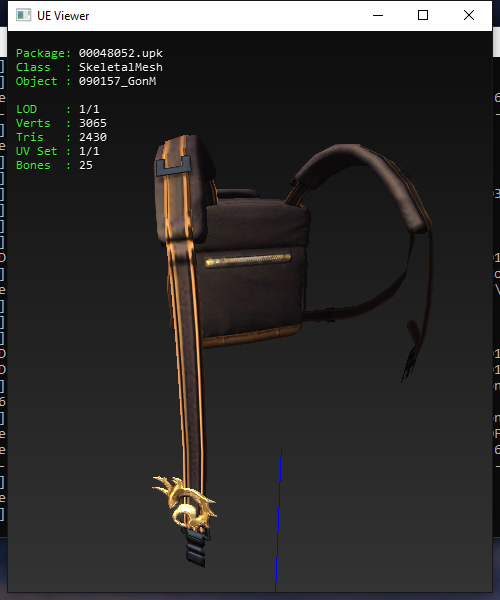 UE Viewer
Package: 00048052.upk
Class : SkeletalMesh
Object : 090157_GonM
LOD : 1/1
Verts : 3065
Tris : 2430
UV Set : 1/1
Bones : 25